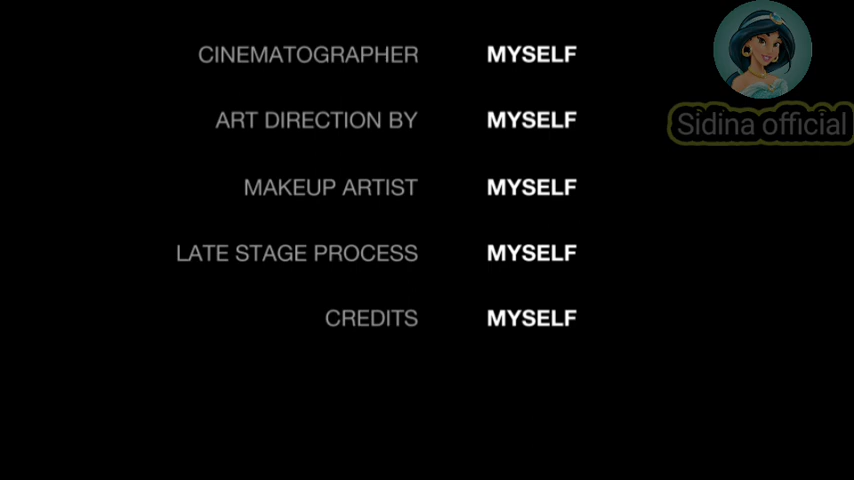 CINEMATOGRAPHER MYSELF
Sidina official
ART DIRECTION BY MYSELF
MAKEUP ARTIST MYSELF
LATE STAGE PROCESS MYSELF
CREDITS MYSELF